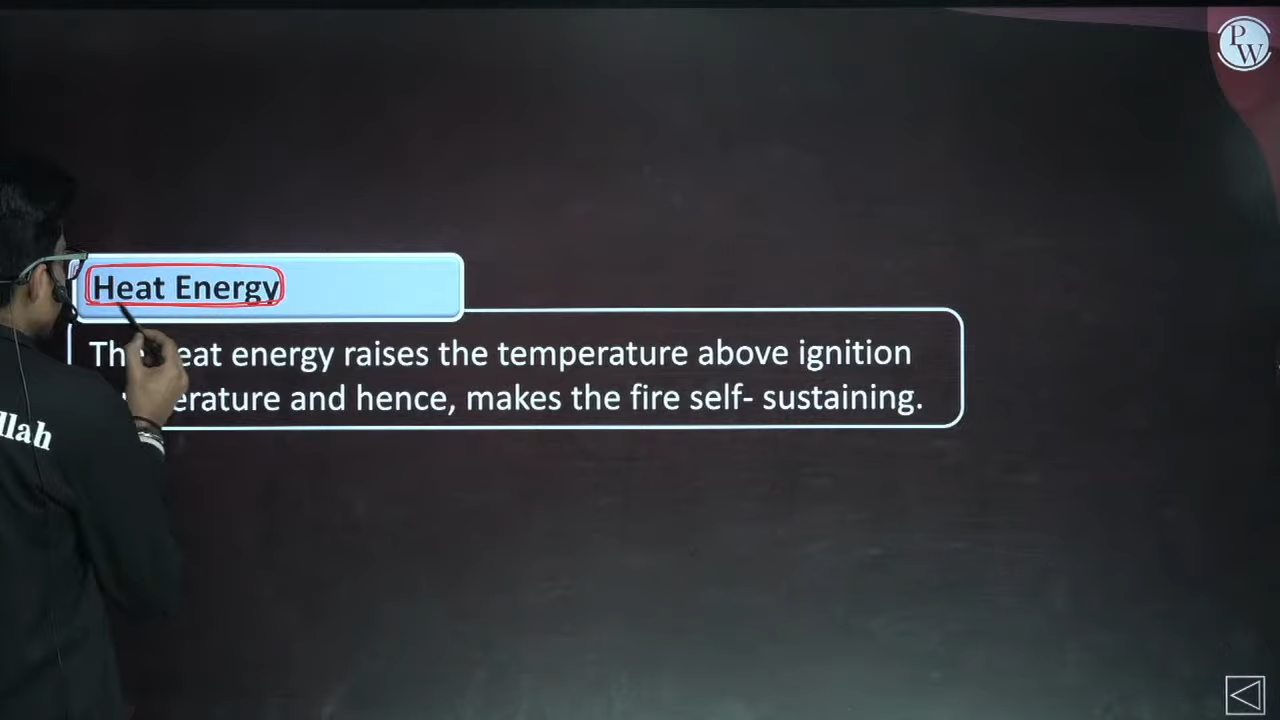 PW
Heat Energy
eat energy raises the temperature above ignition
erature and hence, makes the fire self- sustaining.
llah